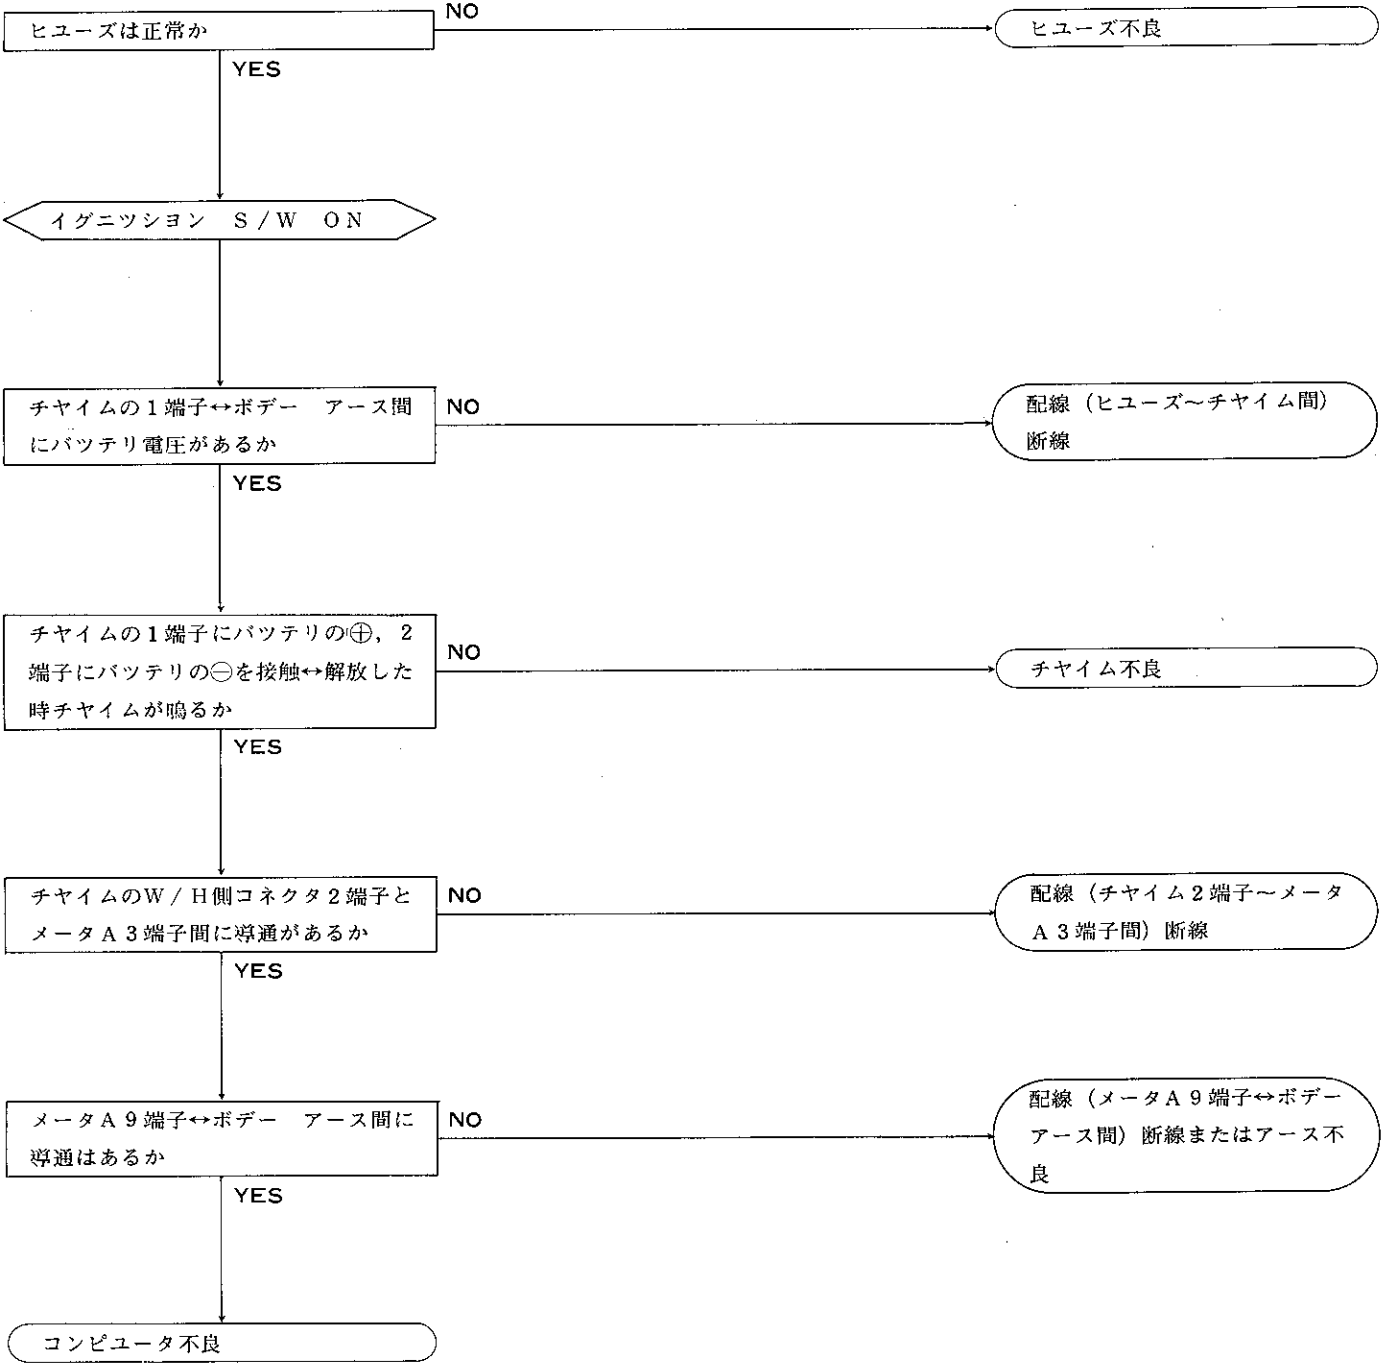 ヒユーズは正常か
NO
ヒユーズ不良
YES
イグニツシヨン　S/W　ON
チヤイムの1端子↔ボデー　アース間
にバツテリ電圧があるか
NO
配線（ヒユーズ～チヤイム間）
断線
YES
チヤイムの1端子にバツテリの⊕，2
端子にバツテリの⊖を接触↔解放した
時チヤイムが鳴るか
NO
チヤイム不良
YES
チヤイムのW/H側コネクタ2端子と
メータA3端子間に導通があるか
NO
配線（チヤイム2端子～メータ
A3端子間）断線
YES
メータA9端子↔ボデー　アース間に
導通はあるか
NO
配線（メータA9端子↔ボデー
アース間）断線またはアース不
良
YES
コンピユータ不良